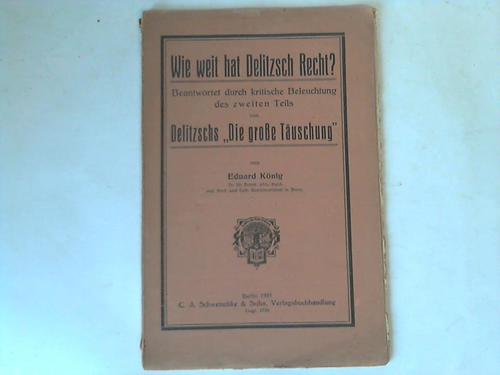 Wie weit hat Delitzsch Recht?
Beantwortet durch kritische Beleuchtung
des zweiten Teils
von
Delitzschs „Die große Täuschung"
von
Eduard König
Berlin 1921
C. A. Schwetschke & Sohn, Verlagsbuchhandlung